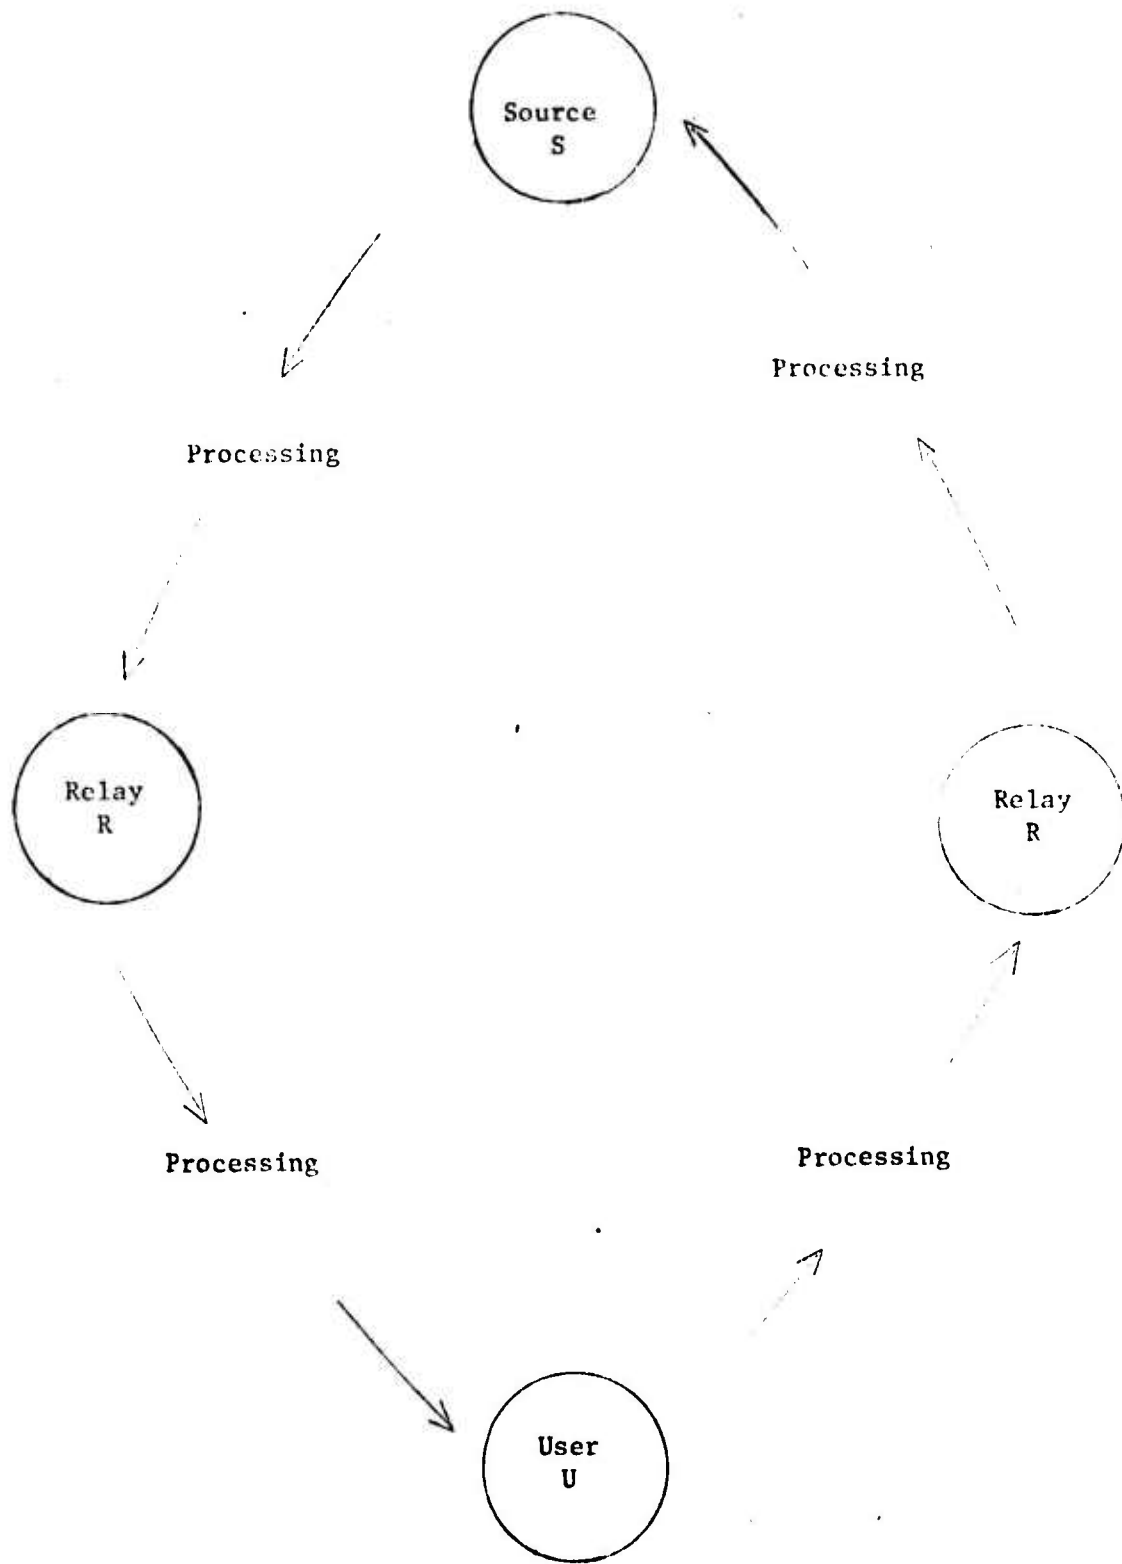 Source
S
Processing
Processing
Relay
R
Relay
R
Processing
Processing
User
U